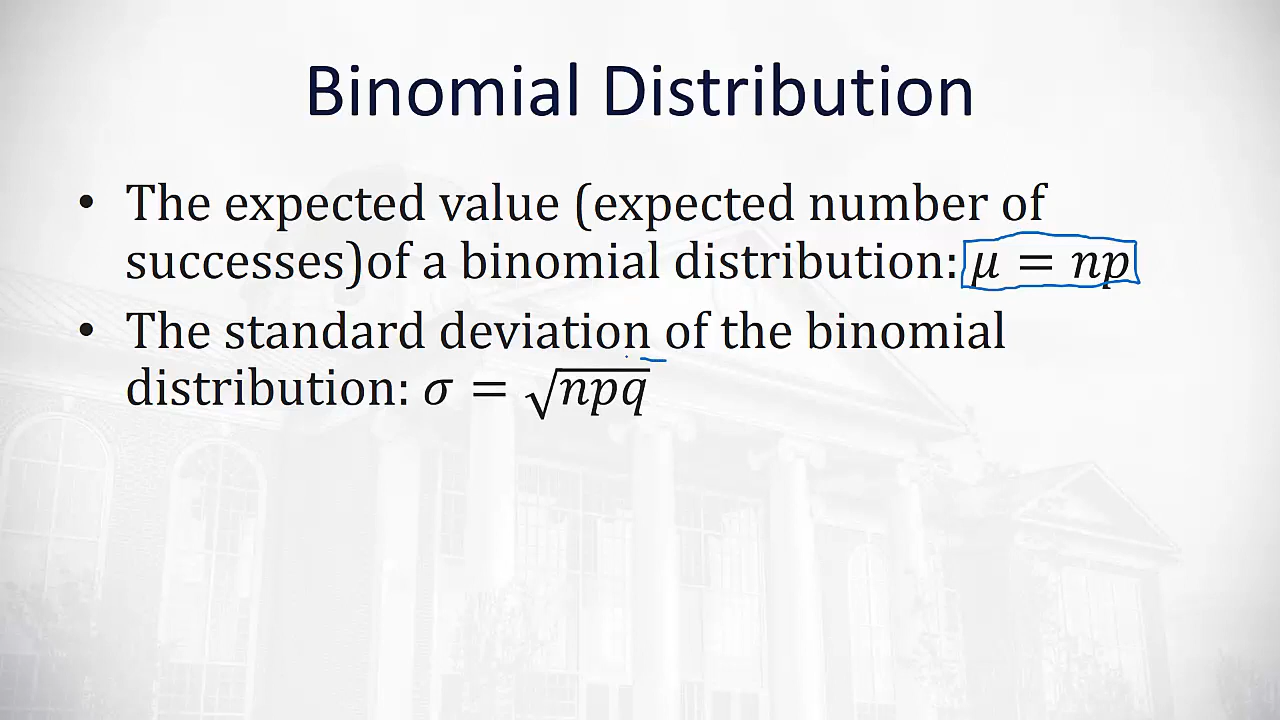 Binomial Distribution
• The expected value (expected number of
successes)of a binomial distribution: μ = np
• The standard deviation of the binomial
distribution: σ = √npq